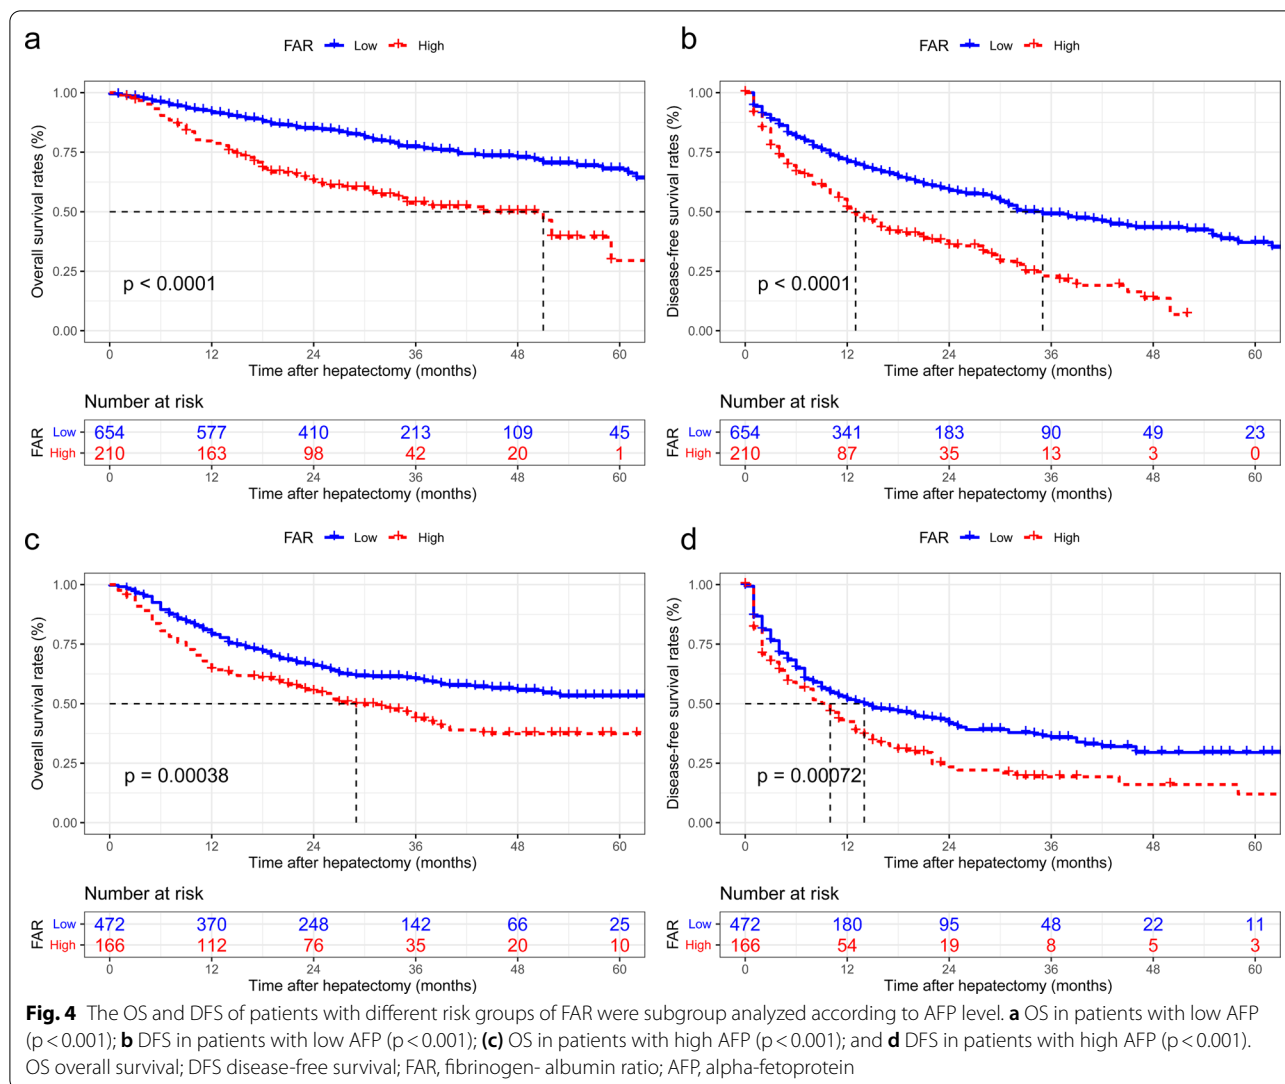 a
FAR Low High
Overall survival rates (%)
1.00
0.75
0.50
0.25
0.00
p < 0.0001
0 12 24 36 48 60
Time after hepatectomy (months)
Number at risk
FAR
Low 654 577 410 213 109 45
High 210 163 98 42 20 1
0 12 24 36 48 60
Time after hepatectomy (months)
b
FAR Low High
Disease-free survival rates (%)
1.00
0.75
0.50
0.25
0.00
p < 0.0001
0 12 24 36 48 60
Time after hepatectomy (months)
Number at risk
FAR
Low 654 341 183 90 49 23
High 210 87 35 13 3 0
0 12 24 36 48 60
Time after hepatectomy (months)
c
FAR Low High
Overall survival rates (%)
1.00
0.75
0.50
0.25
0.00
p = 0.00038
0 12 24 36 48 60
Time after hepatectomy (months)
Number at risk
FAR
Low 472 370 248 142 66 25
High 166 112 76 35 20 10
0 12 24 36 48 60
Time after hepatectomy (months)
d
FAR Low High
Disease-free survival rates (%)
1.00
0.75
0.50
0.25
0.00
p = 0.00072
0 12 24 36 48 60
Time after hepatectomy (months)
Number at risk
FAR
Low 472 180 95 48 22 11
High 166 54 19 8 5 3
0 12 24 36 48 60
Time after hepatectomy (months)
Fig. 4 The OS and DFS of patients with different risk groups of FAR were subgroup analyzed according to AFP level. a OS in patients with low AFP
(p < 0.001); b DFS in patients with low AFP (p < 0.001); (c) OS in patients with high AFP (p < 0.001); and d DFS in patients with high AFP (p < 0.001).
OS overall survival; DFS disease-free survival; FAR, fibrinogen- albumin ratio; AFP, alpha-fetoprotein